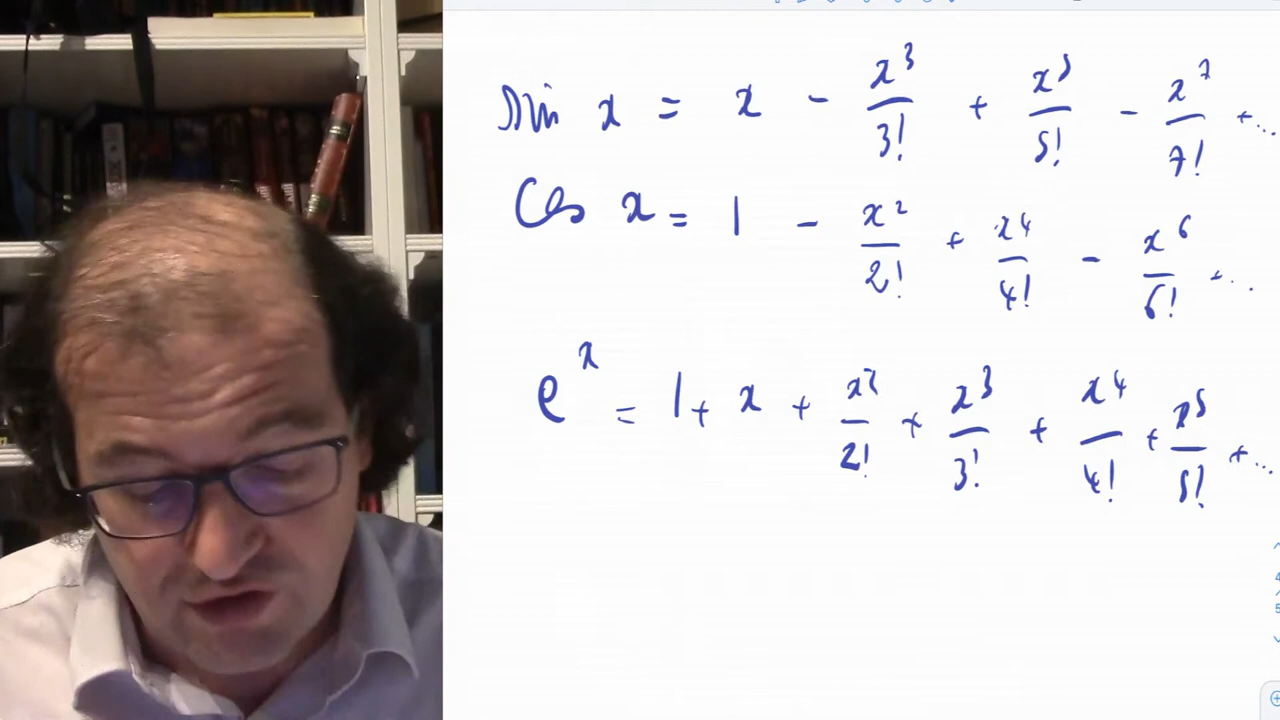 sin x = x - x³/3! + x⁵/5! - x⁷/7! + ...
Cos x = 1 - x²/2! + x⁴/4! - x⁶/6! + ...
eˣ = 1 + x + x²/2! + x³/3! + x⁴/4! + x⁵/5! + ...